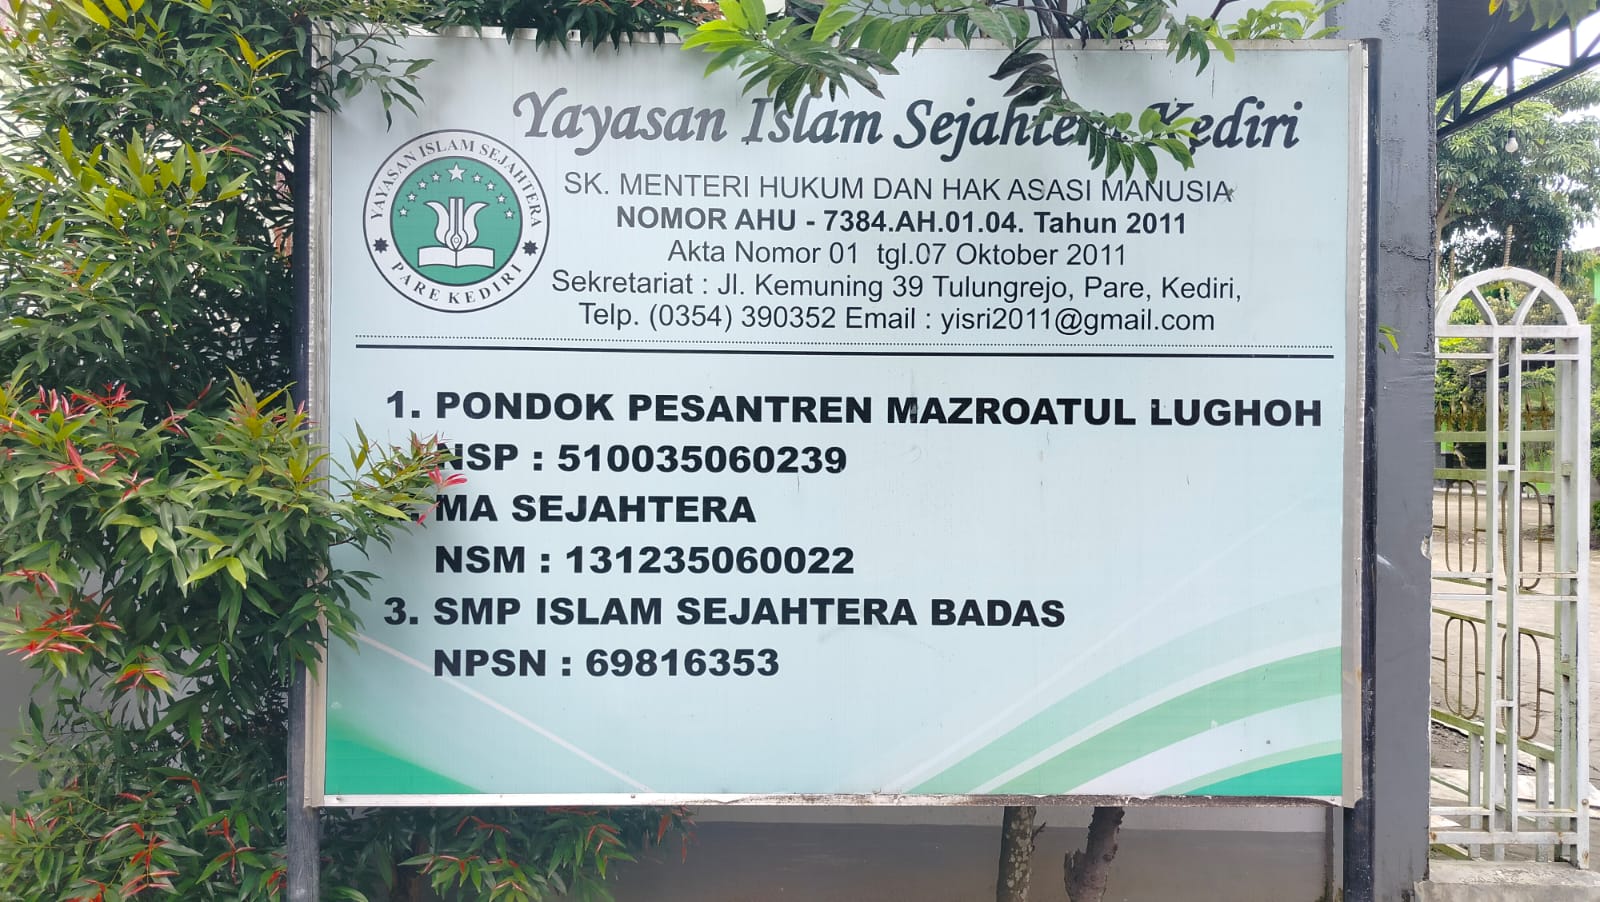 Yayasan Islam Sejahtera Kediri
YAYASAN ISLAM SEJAHTERA
PARE KEDIRI
SK. MENTERI HUKUM DAN HAK ASASI MANUSIA
NOMOR AHU - 7384.AH.01.04. Tahun 2011
Akta Nomor 01 tgl.07 Oktober 2011
Sekretariat : Jl. Kemuning 39 Tulungrejo, Pare, Kediri,
Telp. (0354) 390352 Email : yisri2011@gmail.com
1. PONDOK PESANTREN MAZROATUL LUGHOH
NSP : 510035060239
2. MA SEJAHTERA
NSM : 131235060022
3. SMP ISLAM SEJAHTERA BADAS
NPSN : 69816353